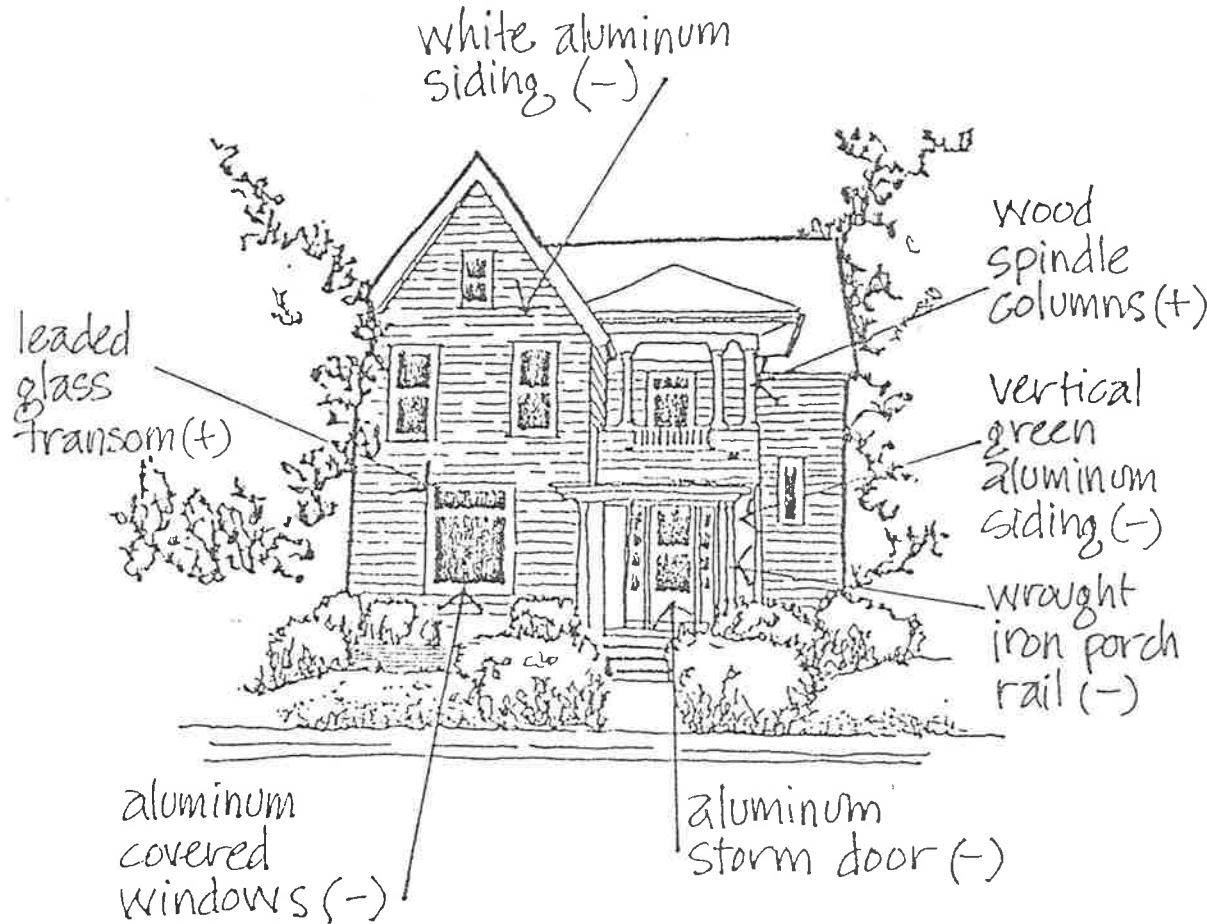 white aluminum
siding (-)
wood
spindle
columns (+)
leaded
glass
transom (+)
vertical
green
aluminum
siding (-)
wrought
iron porch
rail (-)
aluminum
covered
windows (-)
aluminum
storm door (-)